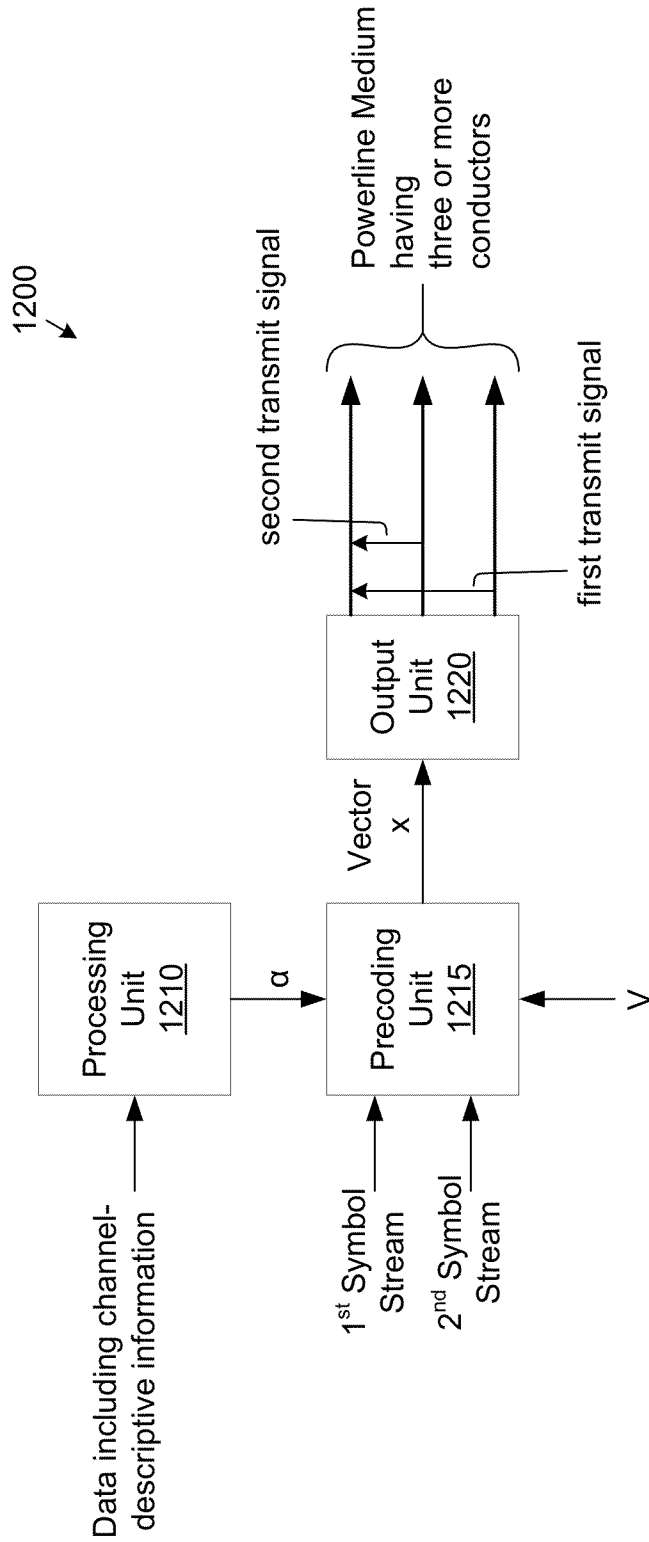 1200
Data including channel-
descriptive information
Processing
Unit
1210
α
1st Symbol
Stream
2nd Symbol
Stream
Precoding
Unit
1215
V
Vector
x
Output
Unit
1220
second transmit signal
first transmit signal
Powerline Medium
having
three or more
conductors